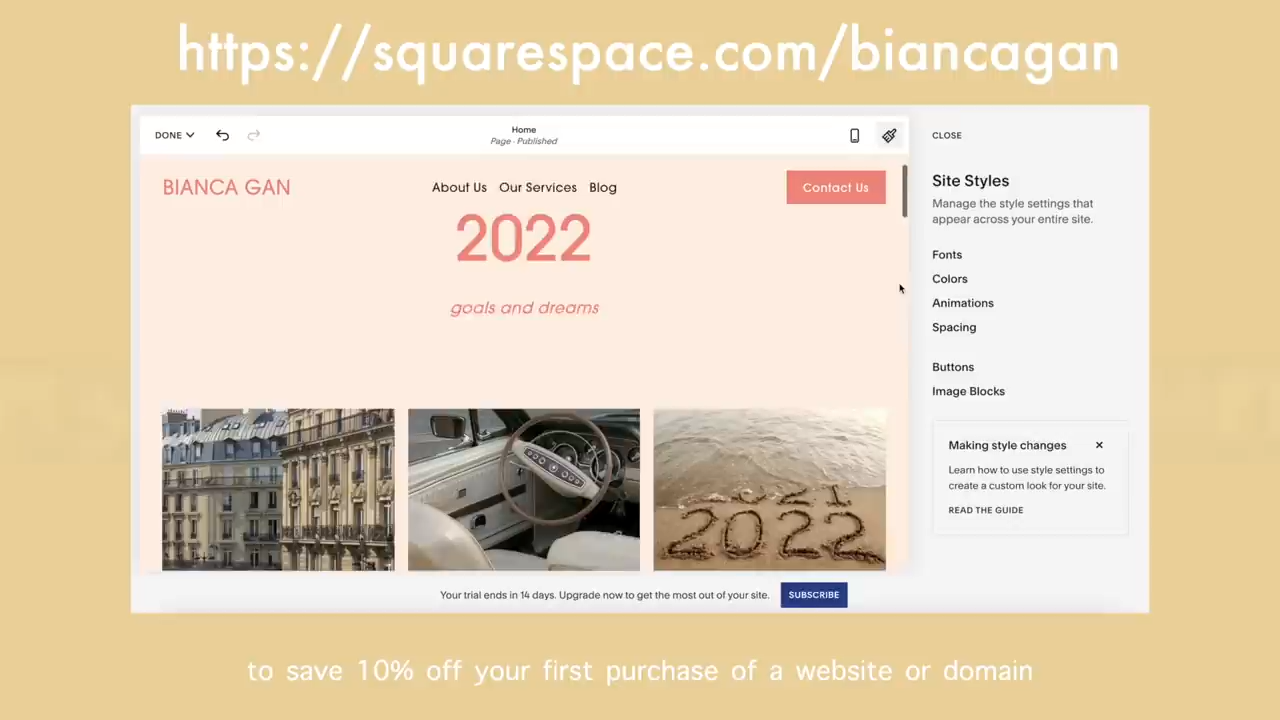 https://squarespace.com/biancagan
DONE
Home
Page · Published
CLOSE
BIANCA GAN
About Us
Our Services
Blog
Contact Us
2022
goals and dreams
2021
2022
Site Styles
Manage the style settings that
appear across your entire site.
Fonts
Colors
Animations
Spacing
Buttons
Image Blocks
Making style changes
Learn how to use style settings to
create a custom look for your site.
READ THE GUIDE
Your trial ends in 14 days. Upgrade now to get the most out of your site.
SUBSCRIBE
to save 10% off your first purchase of a website or domain